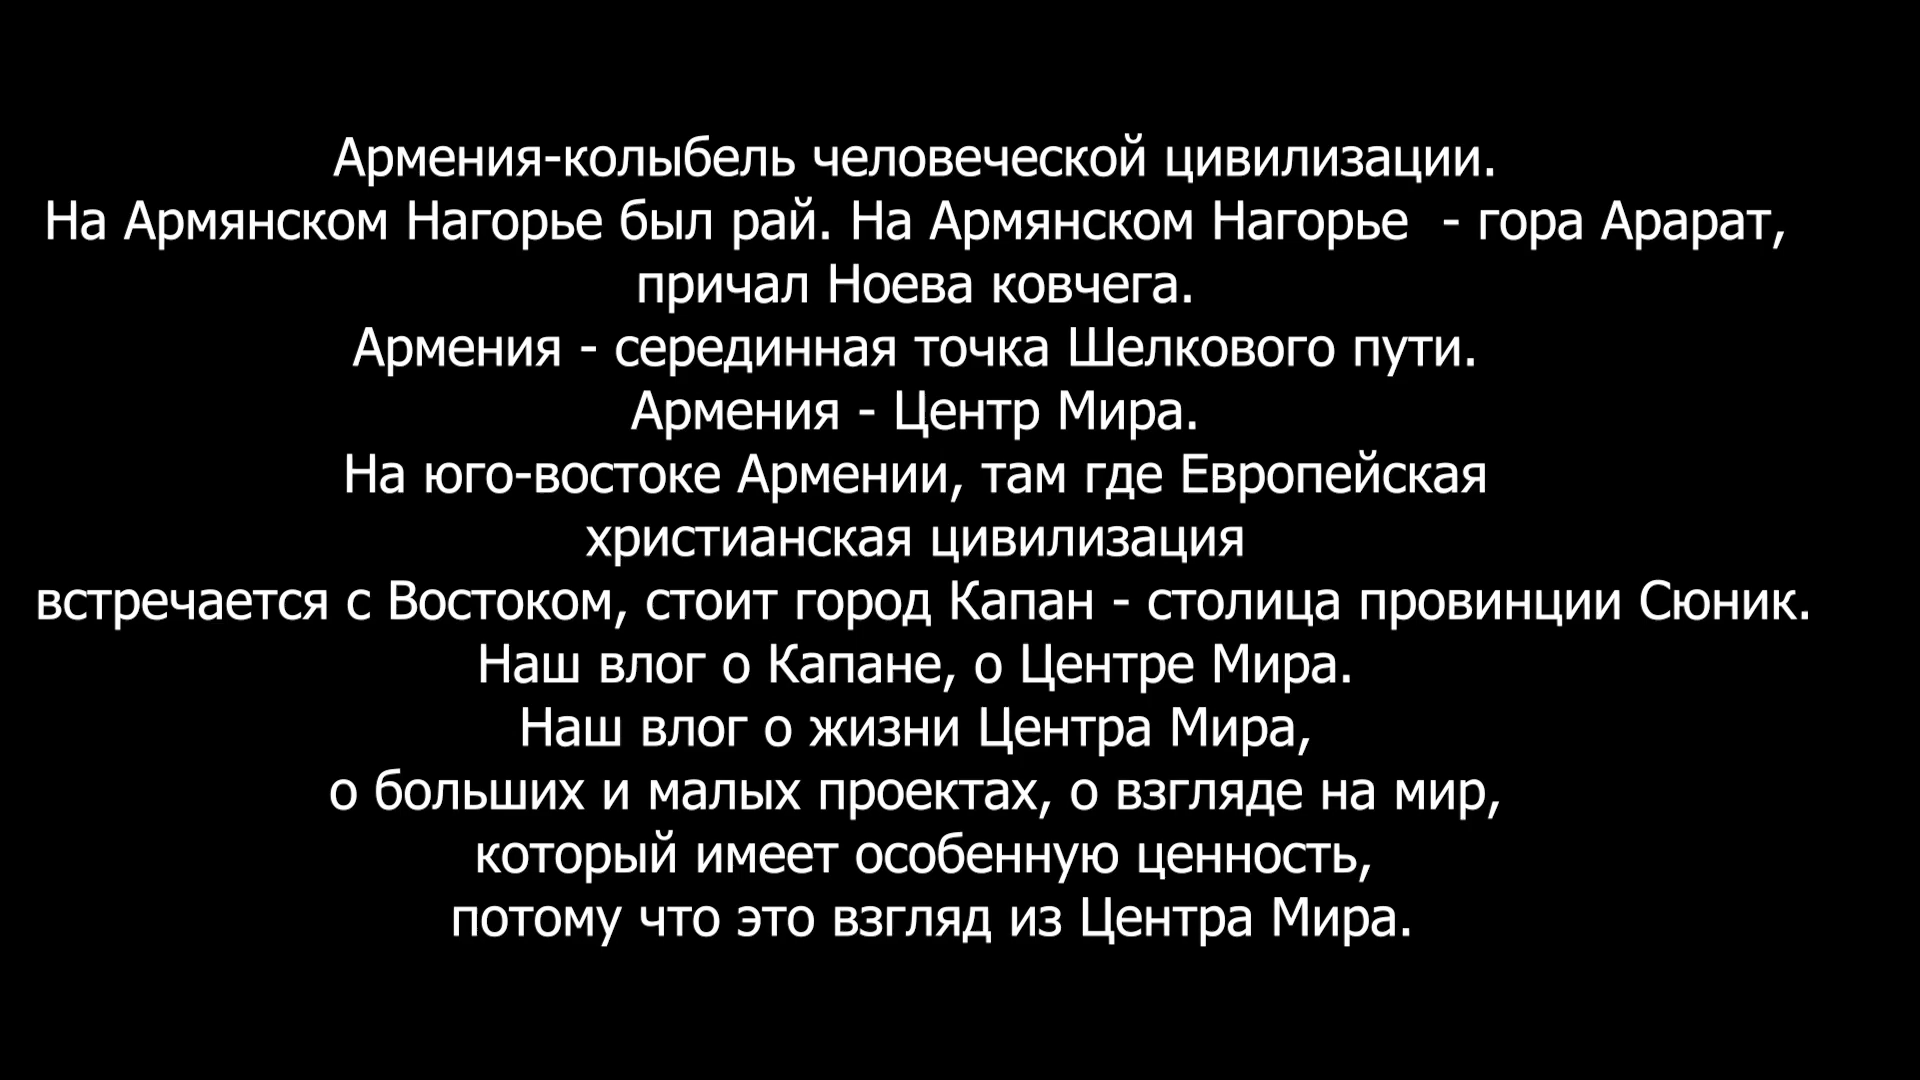 Армения-колыбель человеческой цивилизации.
На Армянском Нагорье был рай. На Армянском Нагорье  - гора Арарат,
причал Ноева ковчега.
Армения - серединная точка Шелкового пути.
Армения - Центр Мира.
На юго-востоке Армении, там где Европейская
христианская цивилизация
встречается с Востоком, стоит город Капан - столица провинции Сюник.
Наш влог о Капане, о Центре Мира.
Наш влог о жизни Центра Мира,
о больших и малых проектах, о взгляде на мир,
который имеет особенную ценность,
потому что это взгляд из Центра Мира.